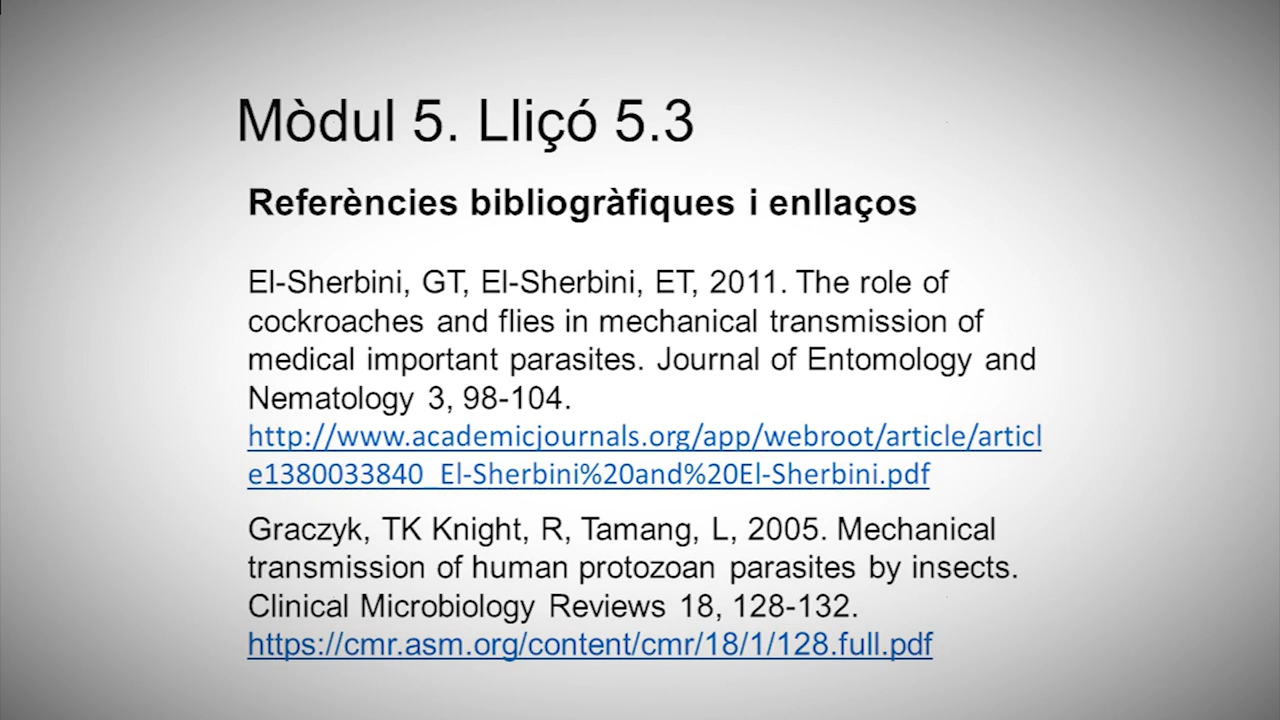 Mòdul 5. Lliçó 5.3
Referències bibliogràfiques i enllaços
El-Sherbini, GT, El-Sherbini, ET, 2011. The role of
cockroaches and flies in mechanical transmission of
medical important parasites. Journal of Entomology and
Nematology 3, 98-104.
http://www.academicjournals.org/app/webroot/article/articl
e1380033840_El-Sherbini%20and%20El-Sherbini.pdf
Graczyk, TK Knight, R, Tamang, L, 2005. Mechanical
transmission of human protozoan parasites by insects.
Clinical Microbiology Reviews 18, 128-132.
https://cmr.asm.org/content/cmr/18/1/128.full.pdf